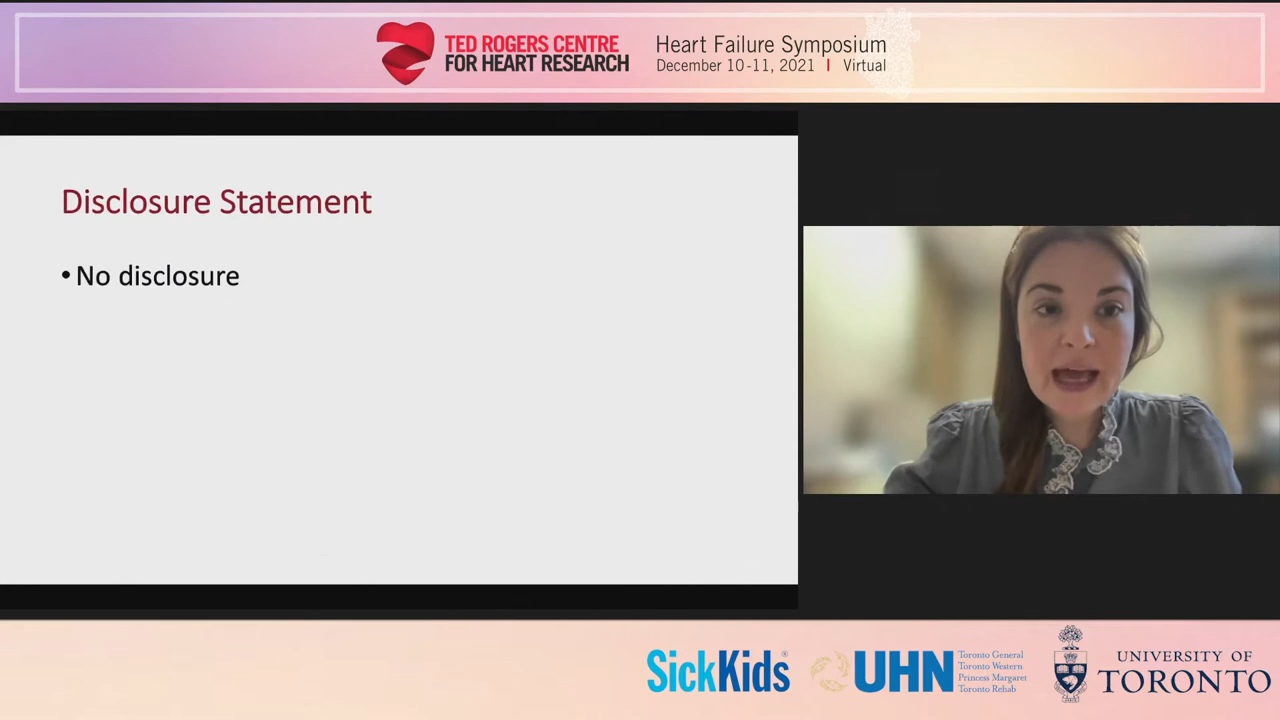 TED ROGERS CENTRE
FOR HEART RESEARCH
Heart Failure Symposium
December 10-11, 2021 | Virtual
Disclosure Statement
• No disclosure
SickKids®
UHN
Toronto General
Toronto Western
Princess Margaret
Toronto Rehab
UNIVERSITY OF
TORONTO